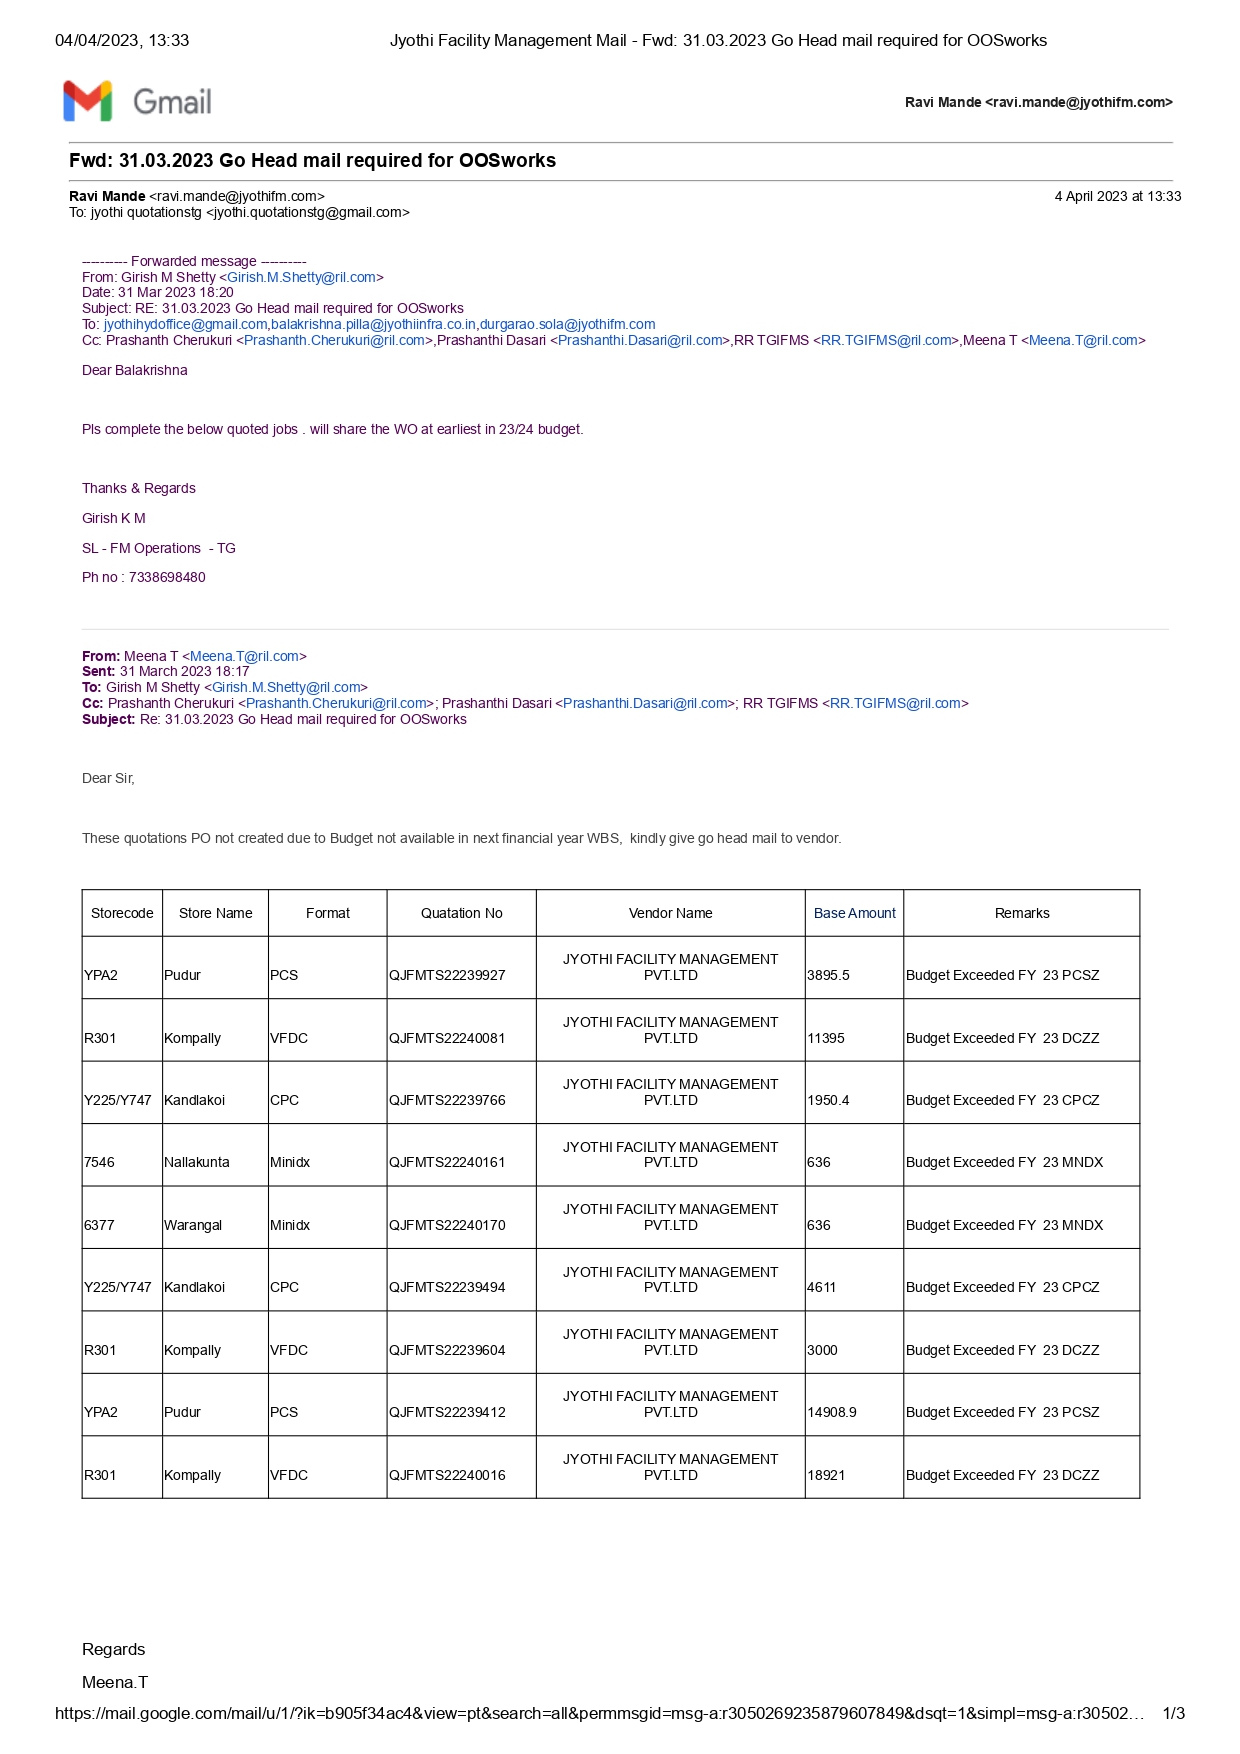 04/04/2023, 13:33 Jyothi Facility Management Mail - Fwd: 31.03.2023 Go Head mail required for OOSworks
Gmail Ravi Mande <ravi.mande@jyothifm.com>
Fwd: 31.03.2023 Go Head mail required for OOSworks
Ravi Mande <ravi.mande@jyothifm.com> 4 April 2023 at 13:33
To: jyothi quotationstg <jyothi.quotationstg@gmail.com>
---------- Forwarded message ----------
From: Girish M Shetty <Girish.M.Shetty@ril.com>
Date: 31 Mar 2023 18:20
Subject: RE: 31.03.2023 Go Head mail required for OOSworks
To: jyothihydoffice@gmail.com,balakrishna.pilla@jyothiinfra.co.in,durgarao.sola@jyothifm.com
Cc: Prashanth Cherukuri <Prashanth.Cherukuri@ril.com>,Prashanthi Dasari <Prashanthi.Dasari@ril.com>,RR TGIFMS <RR.TGIFMS@ril.com>,Meena T <Meena.T@ril.com>
Dear Balakrishna
Pls complete the below quoted jobs . will share the WO at earliest in 23/24 budget.
Thanks & Regards
Girish K M
SL - FM Operations - TG
Ph no : 7338698480
From: Meena T <Meena.T@ril.com>
Sent: 31 March 2023 18:17
To: Girish M Shetty <Girish.M.Shetty@ril.com>
Cc: Prashanth Cherukuri <Prashanth.Cherukuri@ril.com>; Prashanthi Dasari <Prashanthi.Dasari@ril.com>; RR TGIFMS <RR.TGIFMS@ril.com>
Subject: Re: 31.03.2023 Go Head mail required for OOSworks
Dear Sir,
These quotations PO not created due to Budget not available in next financial year WBS, kindly give go head mail to vendor.
Storecode Store Name Format Quatation No Vendor Name Base Amount Remarks
JYOTHI FACILITY MANAGEMENT
YPA2 Pudur PCS QJFMTS22239927 PVT.LTD 3895.5 Budget Exceeded FY 23 PCSZ
JYOTHI FACILITY MANAGEMENT
R301 Kompally VFDC QJFMTS22240081 PVT.LTD 11395 Budget Exceeded FY 23 DCZZ
JYOTHI FACILITY MANAGEMENT
Y225/Y747 Kandlakoi CPC QJFMTS22239766 PVT.LTD 1950.4 Budget Exceeded FY 23 CPCZ
JYOTHI FACILITY MANAGEMENT
7546 Nallakunta Minidx QJFMTS22240161 PVT.LTD 636 Budget Exceeded FY 23 MNDX
JYOTHI FACILITY MANAGEMENT
6377 Warangal Minidx QJFMTS22240170 PVT.LTD 636 Budget Exceeded FY 23 MNDX
JYOTHI FACILITY MANAGEMENT
Y225/Y747 Kandlakoi CPC QJFMTS22239494 PVT.LTD 4611 Budget Exceeded FY 23 CPCZ
JYOTHI FACILITY MANAGEMENT
R301 Kompally VFDC QJFMTS22239604 PVT.LTD 3000 Budget Exceeded FY 23 DCZZ
JYOTHI FACILITY MANAGEMENT
YPA2 Pudur PCS QJFMTS22239412 PVT.LTD 14908.9 Budget Exceeded FY 23 PCSZ
JYOTHI FACILITY MANAGEMENT
R301 Kompally VFDC QJFMTS22240016 PVT.LTD 18921 Budget Exceeded FY 23 DCZZ
Regards
Meena.T
https://mail.google.com/mail/u/1/?ik=b905f34ac4&view=pt&search=all&permmsgid=msg-a:r3050269235879607849&dsqt=1&simpl=msg-a:r30502… 1/3